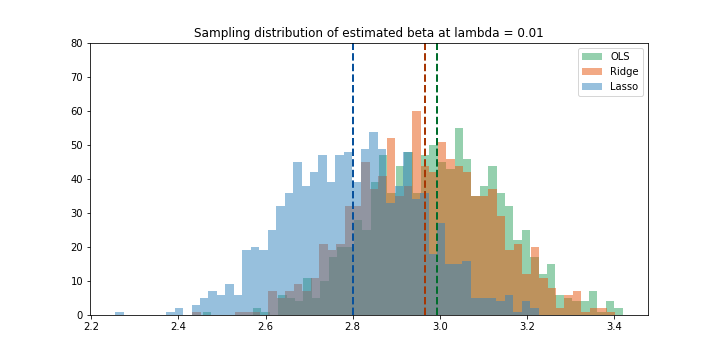 Sampling distribution of estimated beta at lambda = 0.01
80
70
60
50
40
30
20
10
0
OLS
Ridge
Lasso
2.2 2.4 2.6 2.8 3.0 3.2 3.4